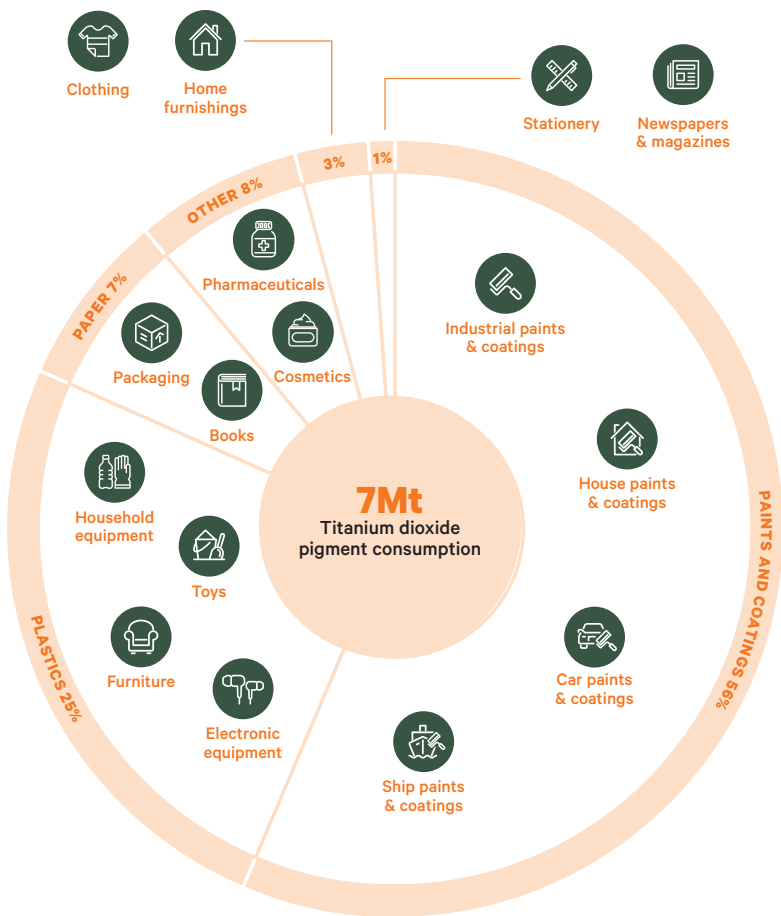 Clothing
Home
furnishings
Stationery
Newspapers
& magazines
3%
1%
OTHER 8%
Pharmaceuticals
Cosmetics
PAPER 7%
Packaging
Books
Industrial paints
& coatings
House paints
& coatings
Car paints
& coatings
Ship paints
& coatings
PAINTS AND COATINGS 56%
7Mt
Titanium dioxide
pigment consumption
Household
equipment
Toys
Furniture
Electronic
equipment
PLASTICS 25%